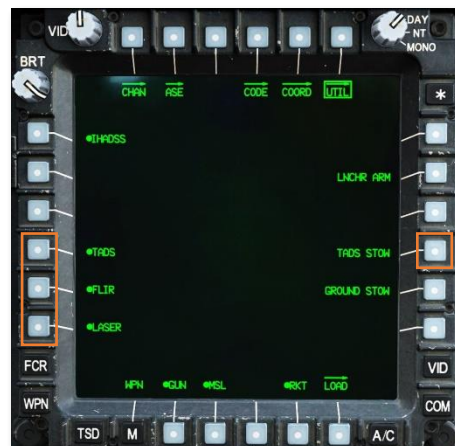 VID
DAY
NT
MONO
BRT
CHAN ASE CODE COORD UTIL
*
IHADSS
LNCHR ARM
TADS TADS STOW
FLIR GROUND STOW
LASER
FCR VID
WPN COM
WPN GUN MSL RKT LOAD
TSD M A/C